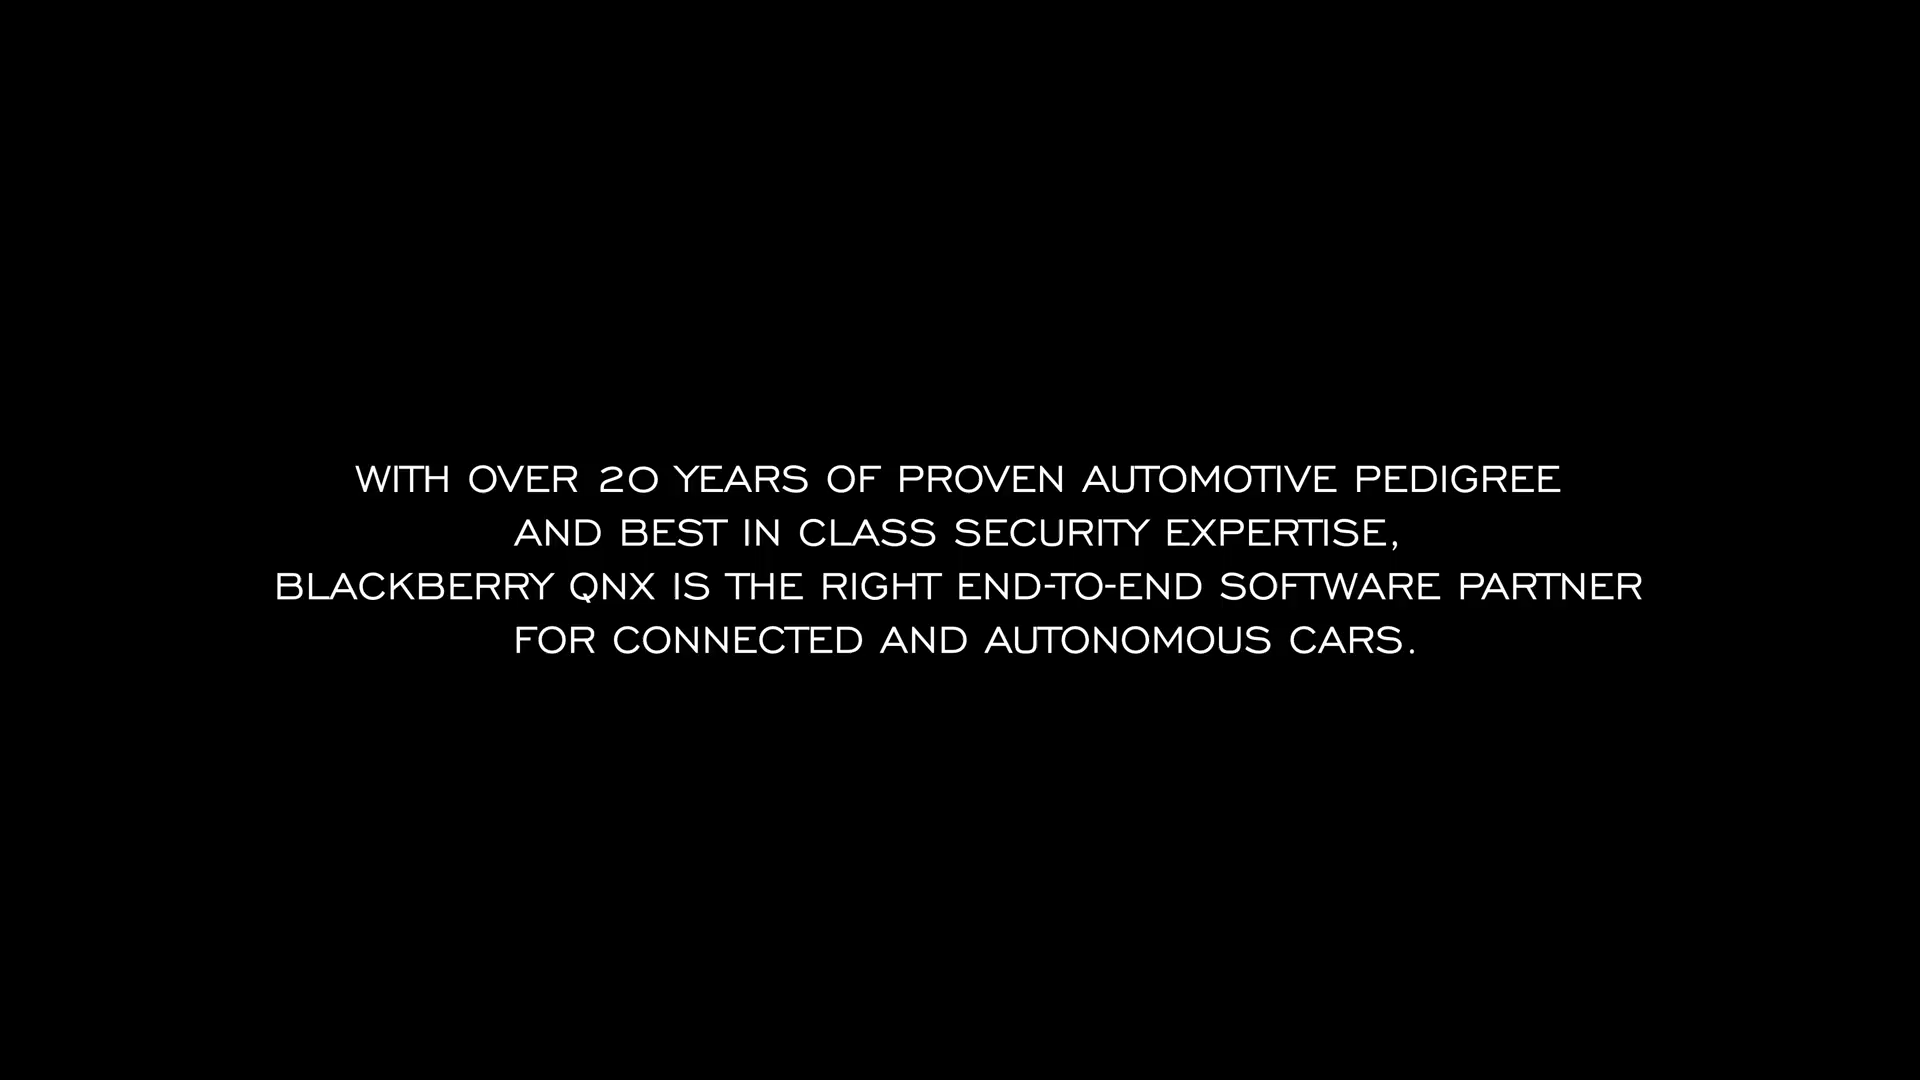 WITH OVER 20 YEARS OF PROVEN AUTOMOTIVE PEDIGREE
AND BEST IN CLASS SECURITY EXPERTISE,
BLACKBERRY QNX IS THE RIGHT END-TO-END SOFTWARE PARTNER
FOR CONNECTED AND AUTONOMOUS CARS.